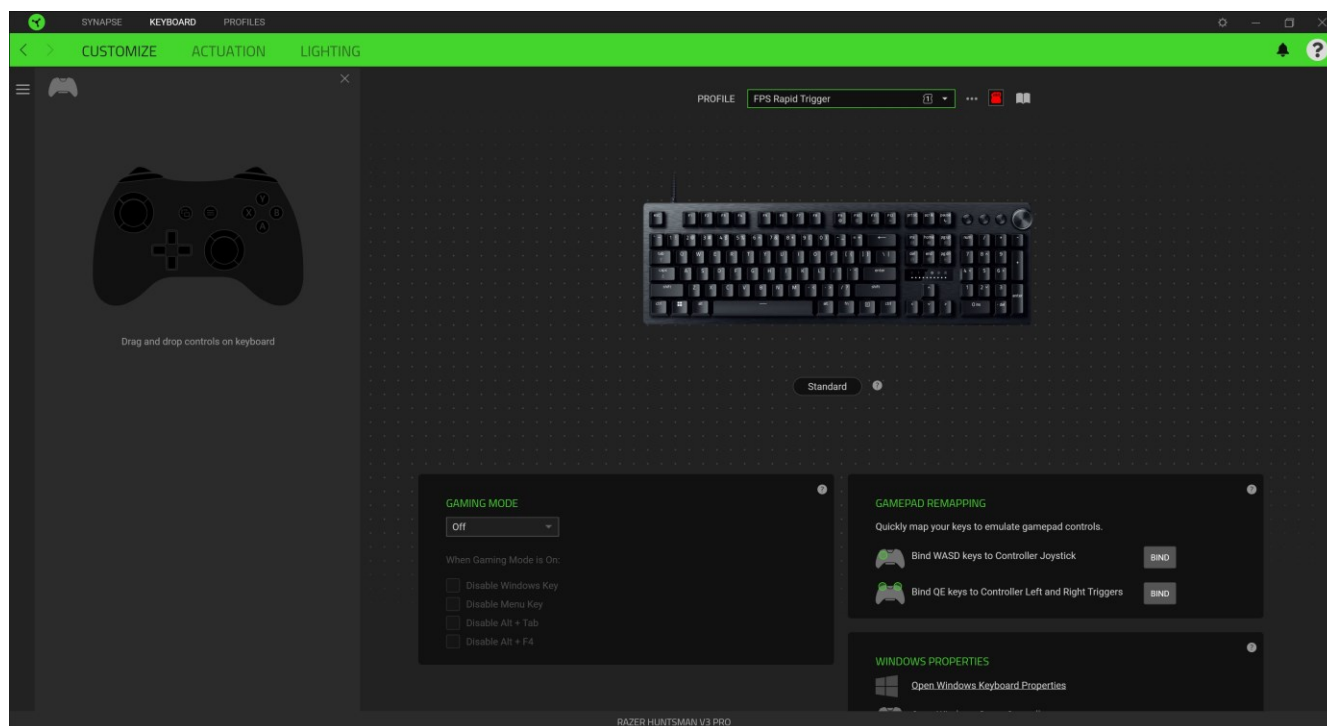 SYNAPSE KEYBOARD PROFILES
CUSTOMIZE ACTUATION LIGHTING
PROFILE FPS Rapid Trigger 1
Y
X B
A
Drag and drop controls on keyboard
Standard
GAMING MODE
Off
When Gaming Mode is On:
Disable Windows Key
Disable Menu Key
Disable Alt + Tab
Disable Alt + F4
GAMEPAD REMAPPING
Quickly map your keys to emulate gamepad controls.
Bind WASD keys to Controller Joystick BIND
Bind QE keys to Controller Left and Right Triggers BIND
WINDOWS PROPERTIES
Open Windows Keyboard Properties
RAZER HUNTSMAN V3 PRO